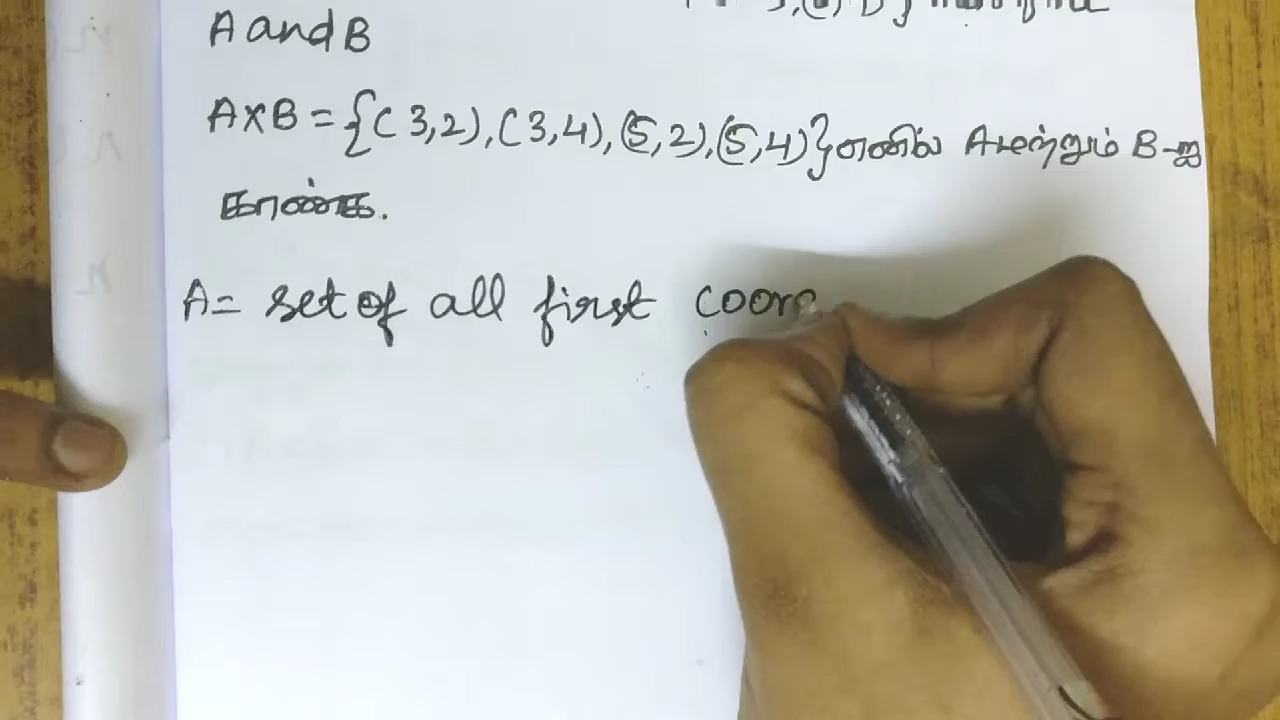 A and B
A×B = {(3,2), (3,4), (5,2), (5,4)} எனில் A மற்றும் B-ஐ
காண்க.
A = set of all first coor